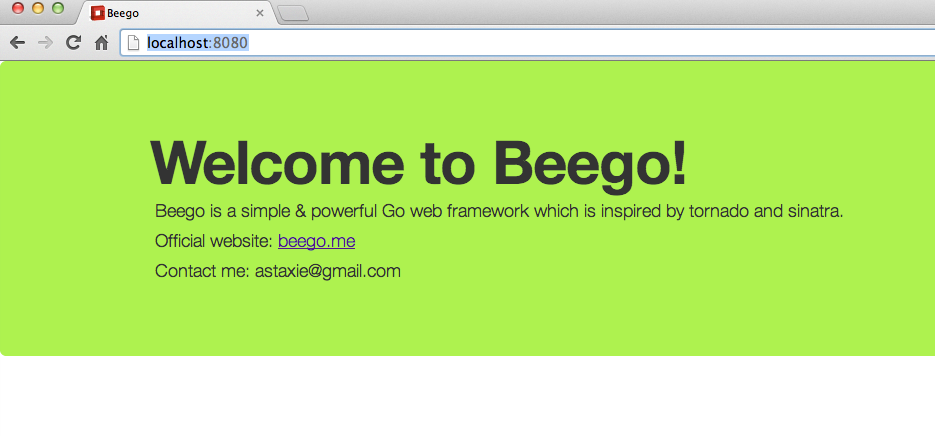 Beego
localhost:8080
Welcome to Beego!
Beego is a simple & powerful Go web framework which is inspired by tornado and sinatra.
Official website: beego.me
Contact me: astaxie@gmail.com